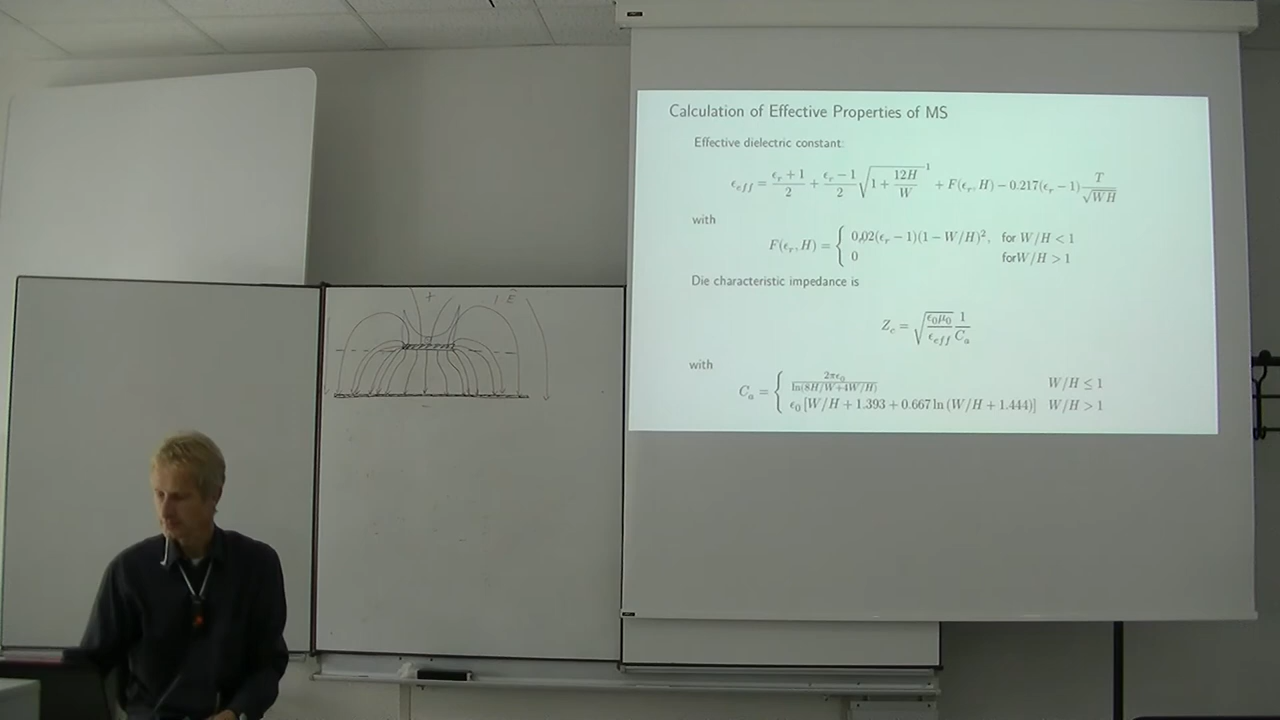 + | E
-
Calculation of Effective Properties of MS
Effective dielectric constant:
ϵ_eff = (ϵ_r + 1)/2 + (ϵ_r − 1)/2 √(1 + 12H/W)^1 + F(ϵ_r, H) − 0.217(ϵ_r − 1) T/√(WH)
with
F(ϵ_r, H) = { 0,02(ϵ_r − 1)(1 − W/H)², for W/H < 1
0 forW/H > 1
Die characteristic impedance is
Z_c = √(ϵ_0μ_0/ϵ_eff) 1/C_a
with
C_a = { 2πϵ_0/ln(8H/W+4W/H) W/H ≤ 1
ϵ_0 [W/H + 1.393 + 0.667 ln (W/H + 1.444)] W/H > 1